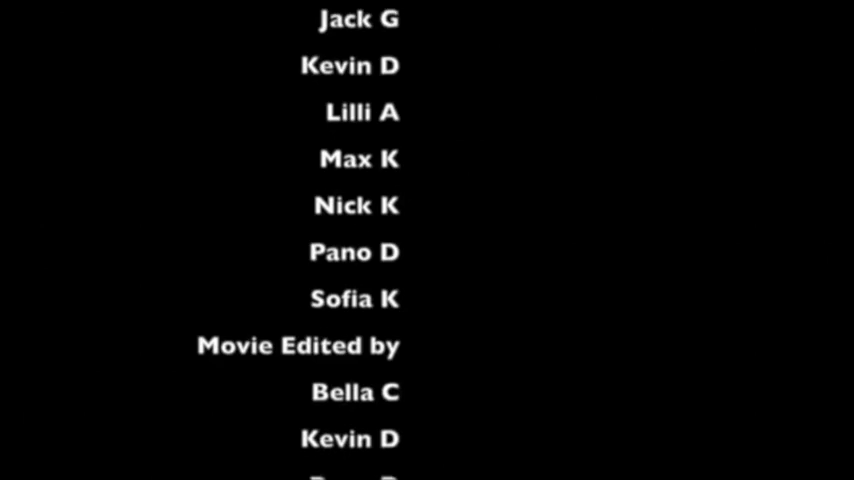 Jack G
Kevin D
Lilli A
Max K
Nick K
Pano D
Sofia K
Movie Edited by
Bella C
Kevin D